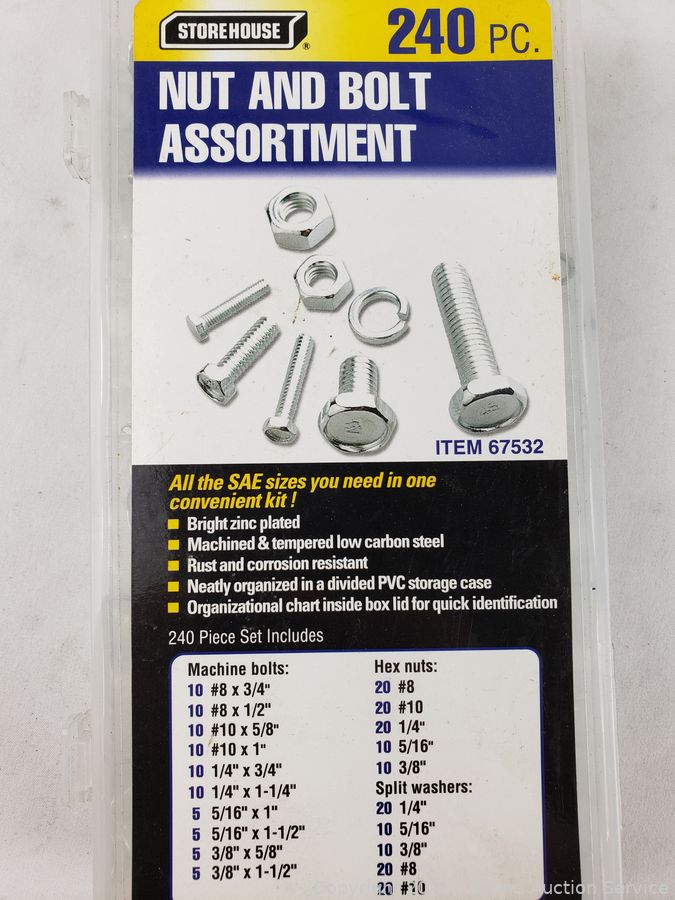 STOREHOUSE ®
240 PC.
NUT AND BOLT
ASSORTMENT
ITEM 67532
All the SAE sizes you need in one
convenient kit !
Bright zinc plated
Machined & tempered low carbon steel
Rust and corrosion resistant
Neatly organized in a divided PVC storage case
Organizational chart inside box lid for quick identification
240 Piece Set Includes
Machine bolts:
10 #8 x 3/4"
10 #8 x 1/2"
10 #10 x 5/8"
10 #10 x 1"
10 1/4" x 3/4"
10 1/4" x 1-1/4"
5 5/16" x 1"
5 5/16" x 1-1/2"
5 3/8" x 5/8"
5 3/8" x 1-1/2"
Hex nuts:
20 #8
20 #10
20 1/4"
10 5/16"
10 3/8"
Split washers:
20 1/4"
10 5/16"
10 3/8"
20 #8
20 #10
Copyright Auction Service